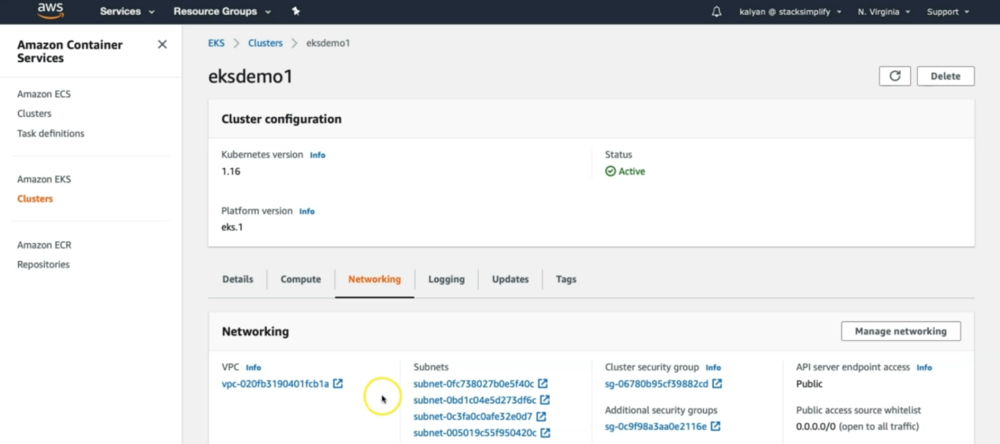 aws Services Resource Groups kalyan @ stacksimplify N. Virginia Support
Amazon Container
Services
Amazon ECS
Clusters
Task definitions
Amazon EKS
Clusters
Amazon ECR
Repositories
EKS > Clusters > eksdemo1
eksdemo1
Delete
Cluster configuration
Kubernetes version Info
1.16
Status
Active
Platform version Info
eks.1
Details Compute Networking Logging Updates Tags
Networking
Manage networking
VPC Info
vpc-020fb3190401fcb1a
Subnets
subnet-0fc738027b0e5f40c
subnet-0bd1c04e5d273df6c
subnet-0c3fa0c0afe32e0d7
subnet-005019c55f950420c
Cluster security group Info
sg-06780b95cf39882cd
Additional security groups
sg-0c9f98a3aa0e2116e
API server endpoint access Info
Public
Public access source whitelist
0.0.0.0/0 (open to all traffic)